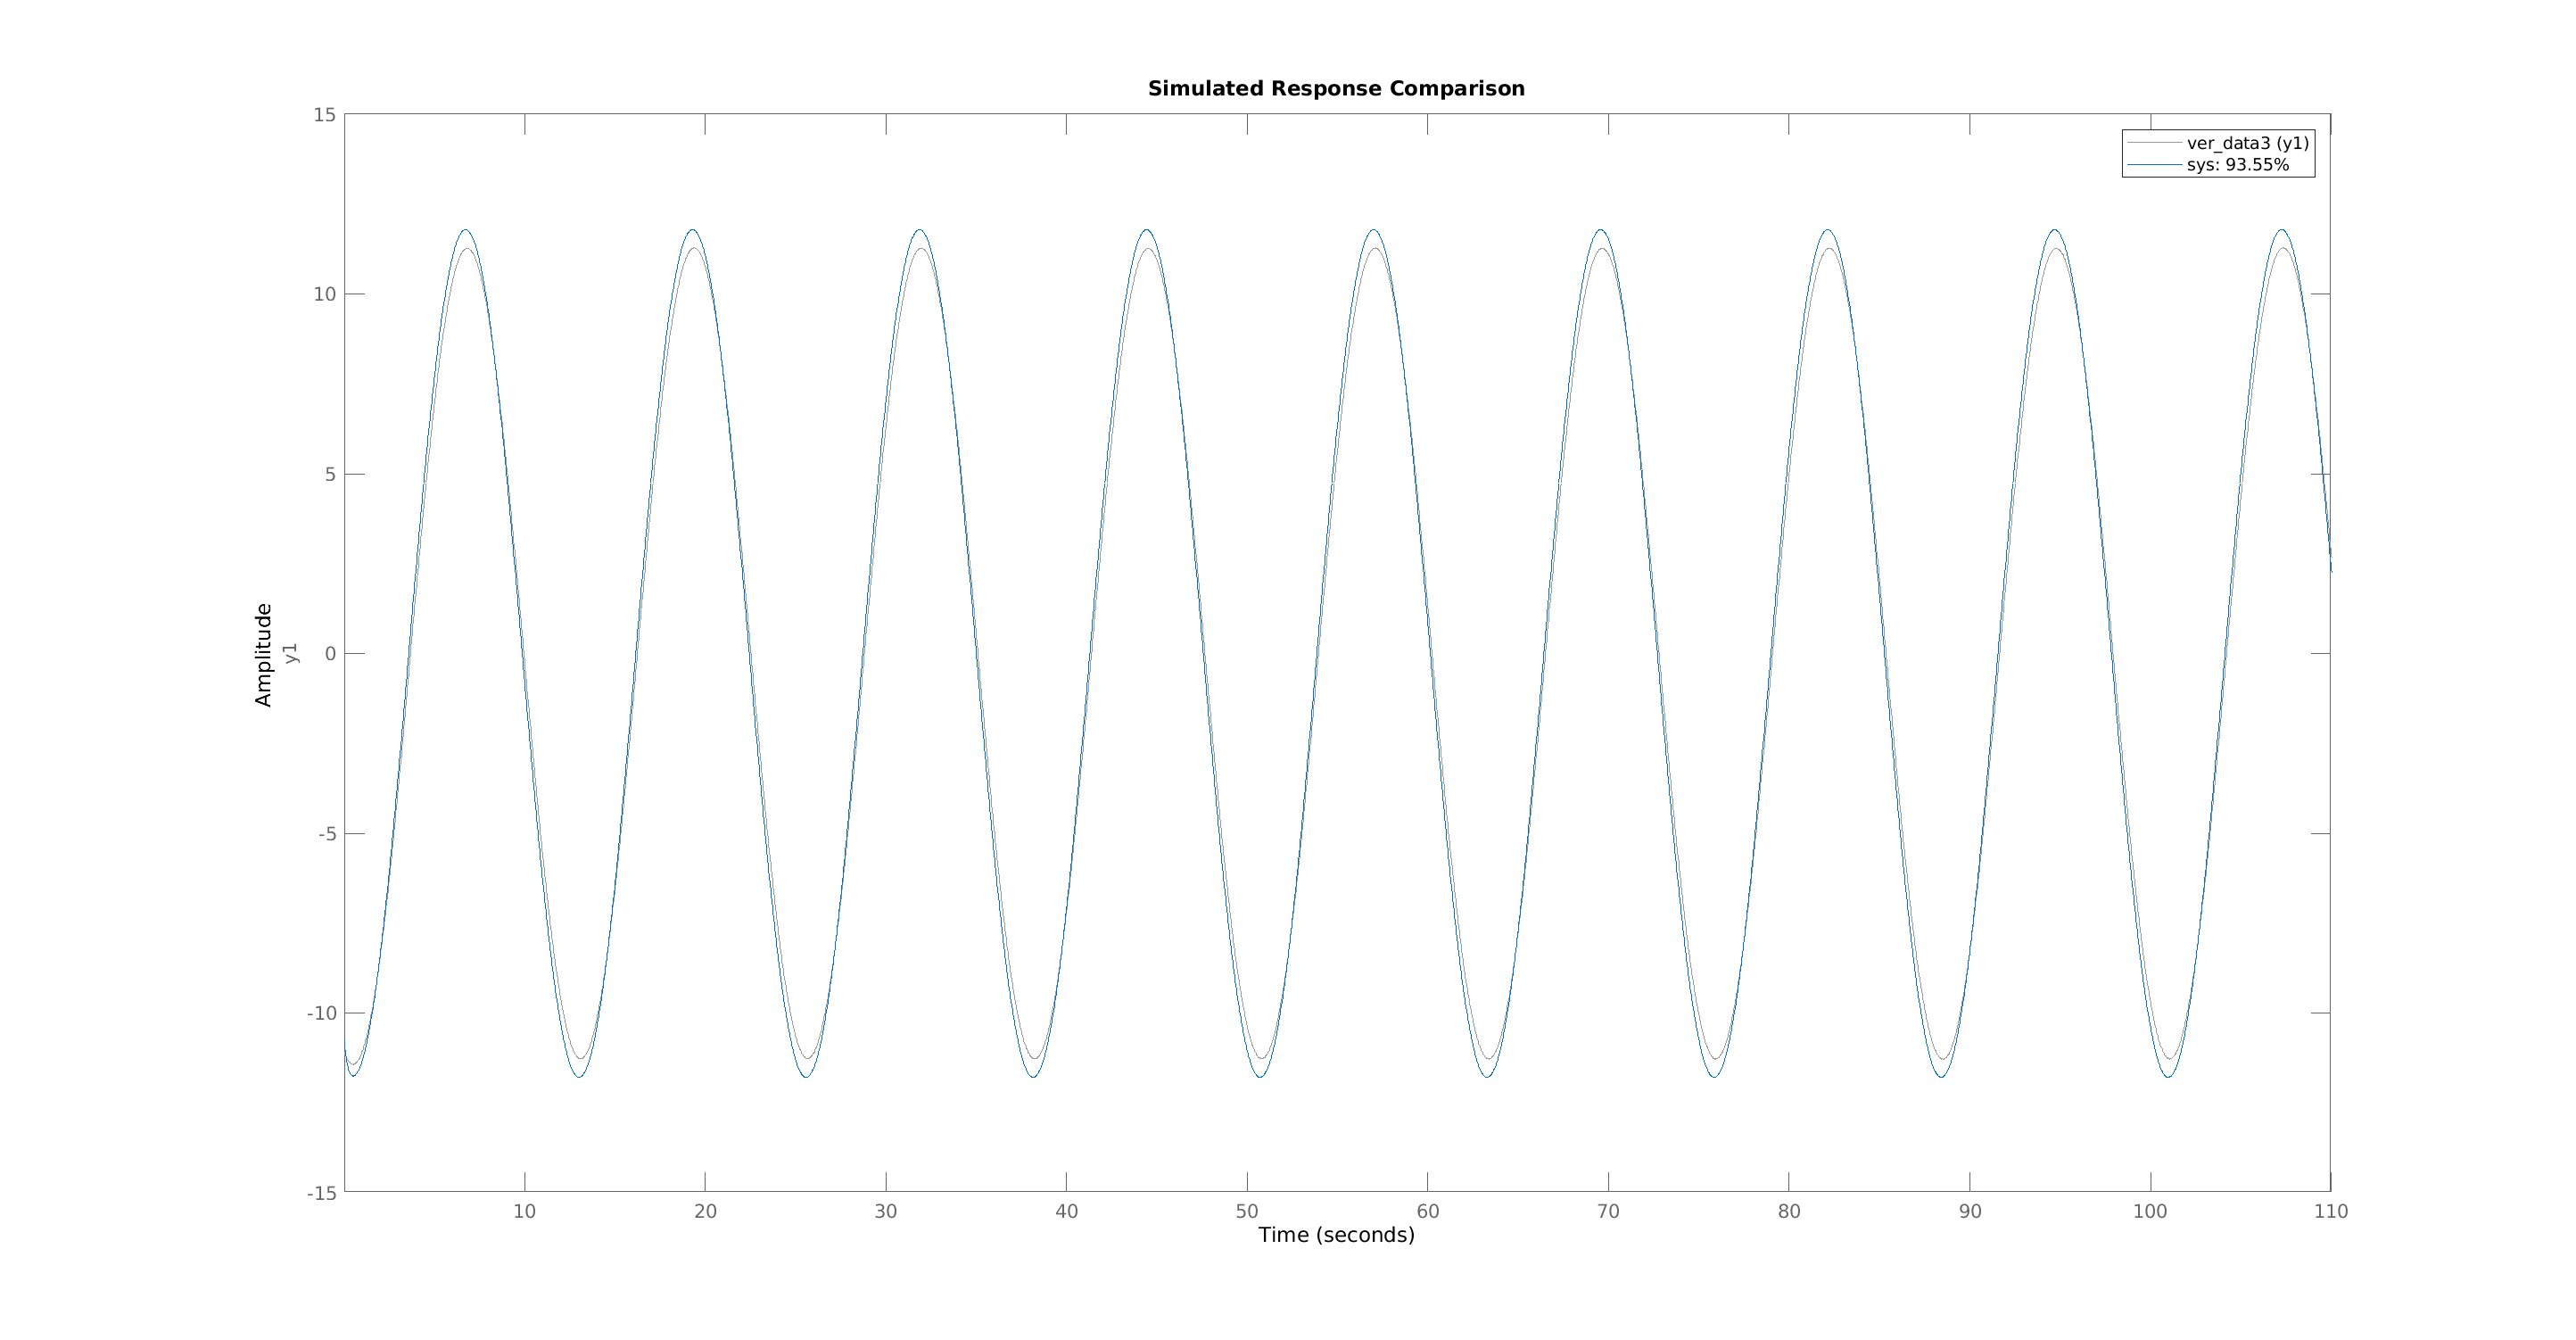 Simulated Response Comparison
ver_data3 (y1)
sys: 93.55%
15
10
5
0
-5
-10
-15
Amplitude
y1
10 20 30 40 50 60 70 80 90 100 110
Time (seconds)